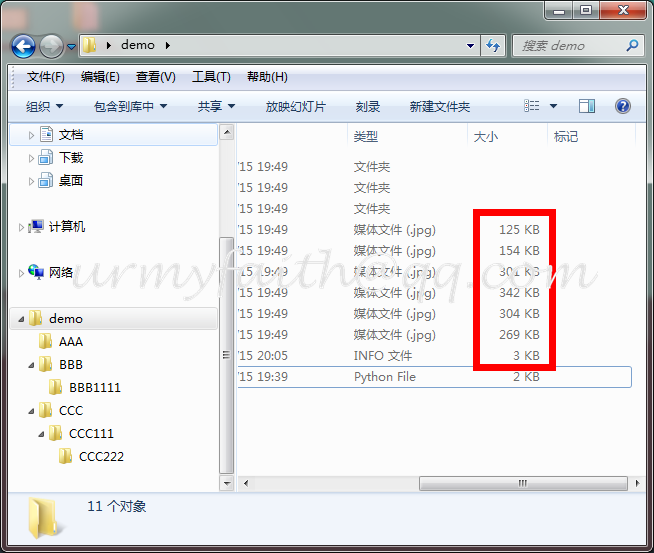 demo
搜索 demo
文件(F) 编辑(E) 查看(V) 工具(T) 帮助(H)
组织 包含到库中 共享 放映幻灯片 刻录 新建文件夹
文档
下载
桌面
计算机
网络
demo
AAA
BBB
BBB1111
CCC
CCC111
CCC222
类型 大小 标记
/15 19:49 文件夹
/15 19:49 文件夹
/15 19:49 文件夹
/15 19:49 媒体文件 (.jpg) 125 KB
/15 19:49 媒体文件 (.jpg) 154 KB
/15 19:49 媒体文件 (.jpg) 301 KB
/15 19:49 媒体文件 (.jpg) 342 KB
/15 19:49 媒体文件 (.jpg) 304 KB
/15 19:49 媒体文件 (.jpg) 269 KB
/15 20:05 INFO 文件 3 KB
/15 19:39 Python File 2 KB
urmyfaith@qq.com
11 个对象